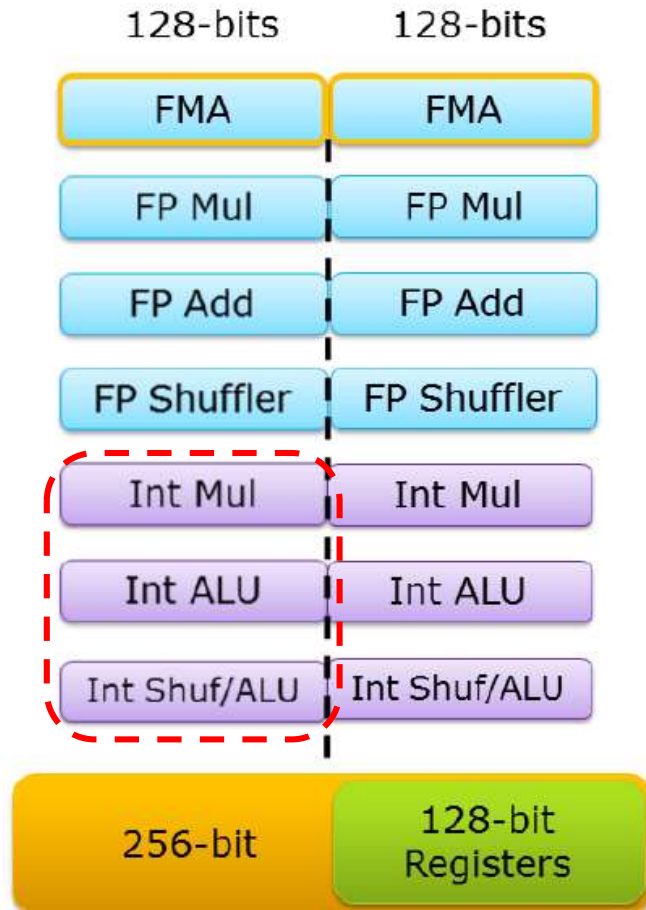 128-bits 128-bits
FMA FMA
FP Mul FP Mul
FP Add FP Add
FP Shuffler FP Shuffler
Int Mul Int Mul
Int ALU Int ALU
Int Shuf/ALU Int Shuf/ALU
256-bit
128-bit
Registers